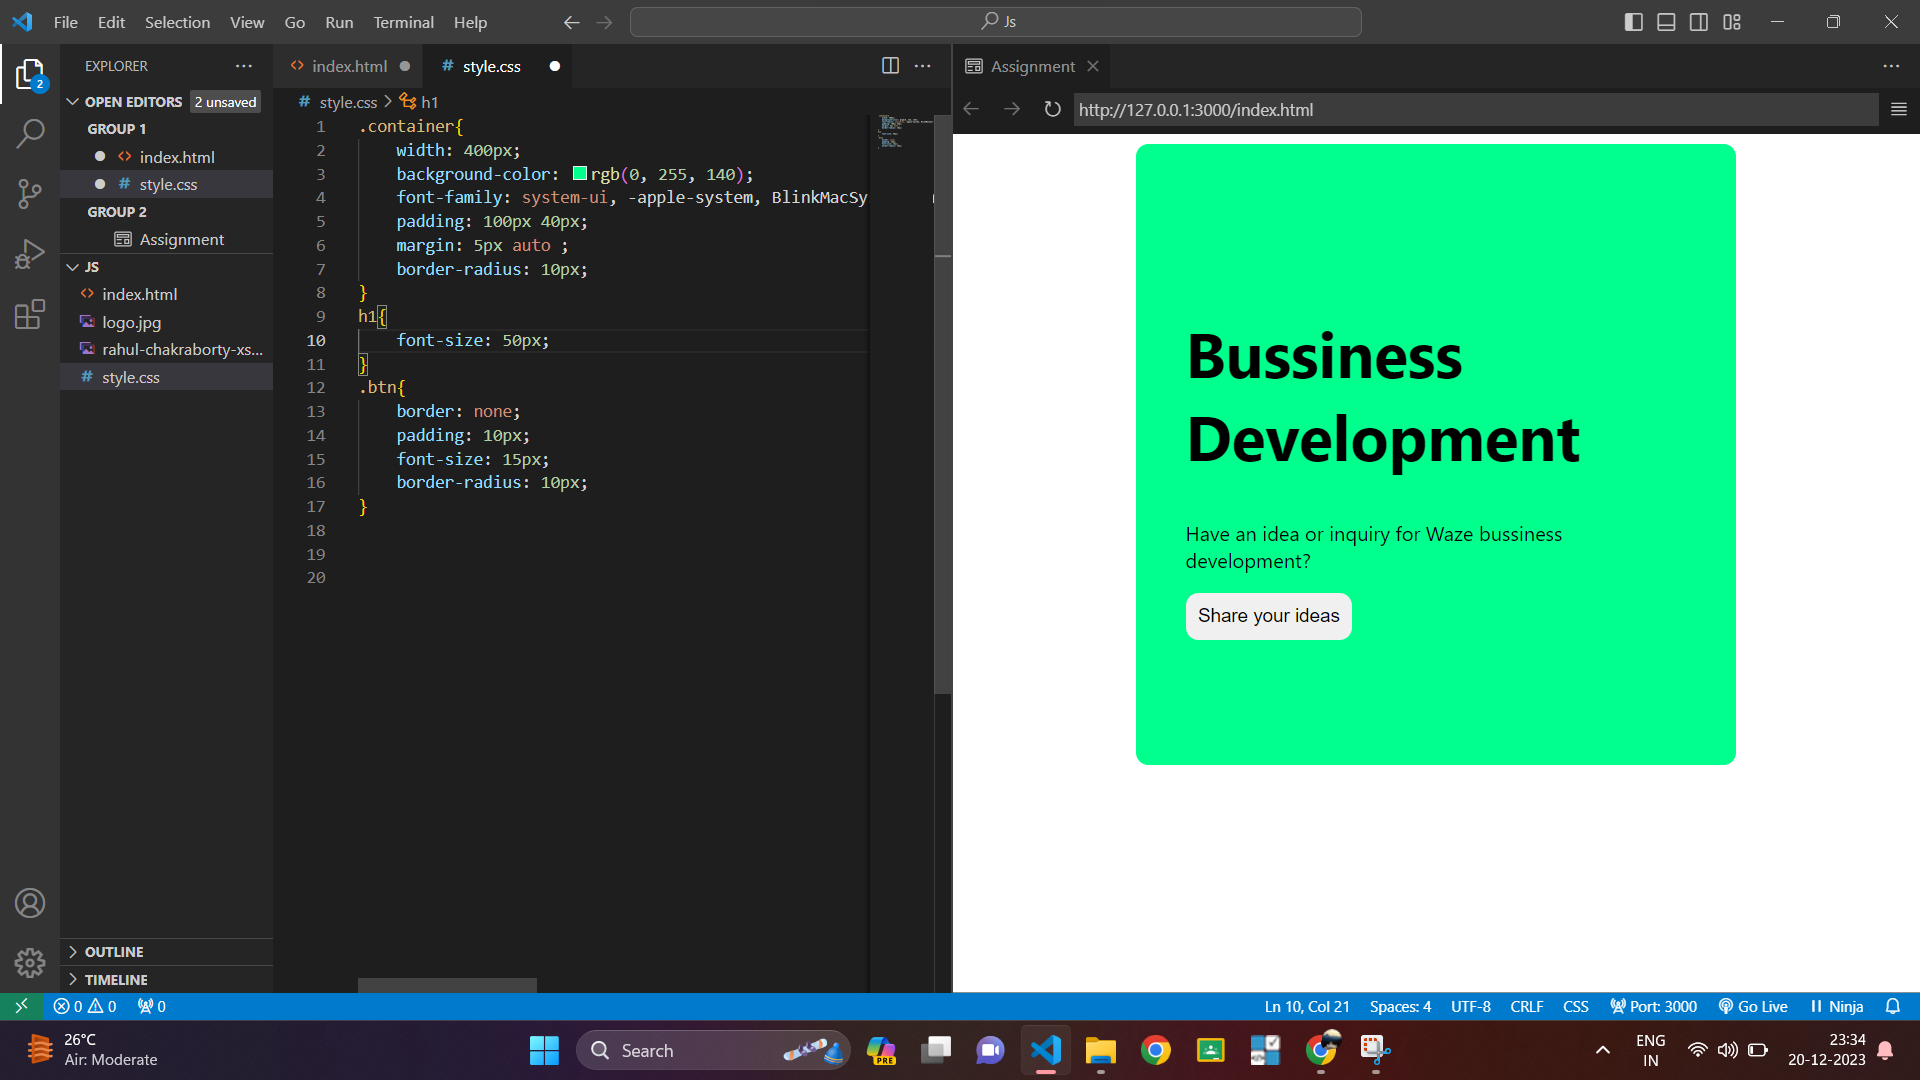 File Edit Selection View Go Run Terminal Help
Js
EXPLORER
OPEN EDITORS 2 unsaved
GROUP 1
index.html
style.css
GROUP 2
Assignment
JS
index.html
logo.jpg
rahul-chakraborty-xs...
style.css
OUTLINE
TIMELINE
2
index.html
style.css
style.css > h1
1 .container{
2 width: 400px;
3 background-color: rgb(0, 255, 140);
4 font-family: system-ui, -apple-system, BlinkMacSy
5 padding: 100px 40px;
6 margin: 5px auto ;
7 border-radius: 10px;
8 }
9 h1{
10 font-size: 50px;
11 }
12 .btn{
13 border: none;
14 padding: 10px;
15 font-size: 15px;
16 border-radius: 10px;
17 }
18
19
20
Assignment
http://127.0.0.1:3000/index.html
Bussiness
Development
Have an idea or inquiry for Waze bussiness
development?
Share your ideas
0 0 0
Ln 10, Col 21 Spaces: 4 UTF-8 CRLF CSS Port: 3000 Go Live Ninja
26°C
Air: Moderate
Search
PRE
ENG
IN
23:34
20-12-2023